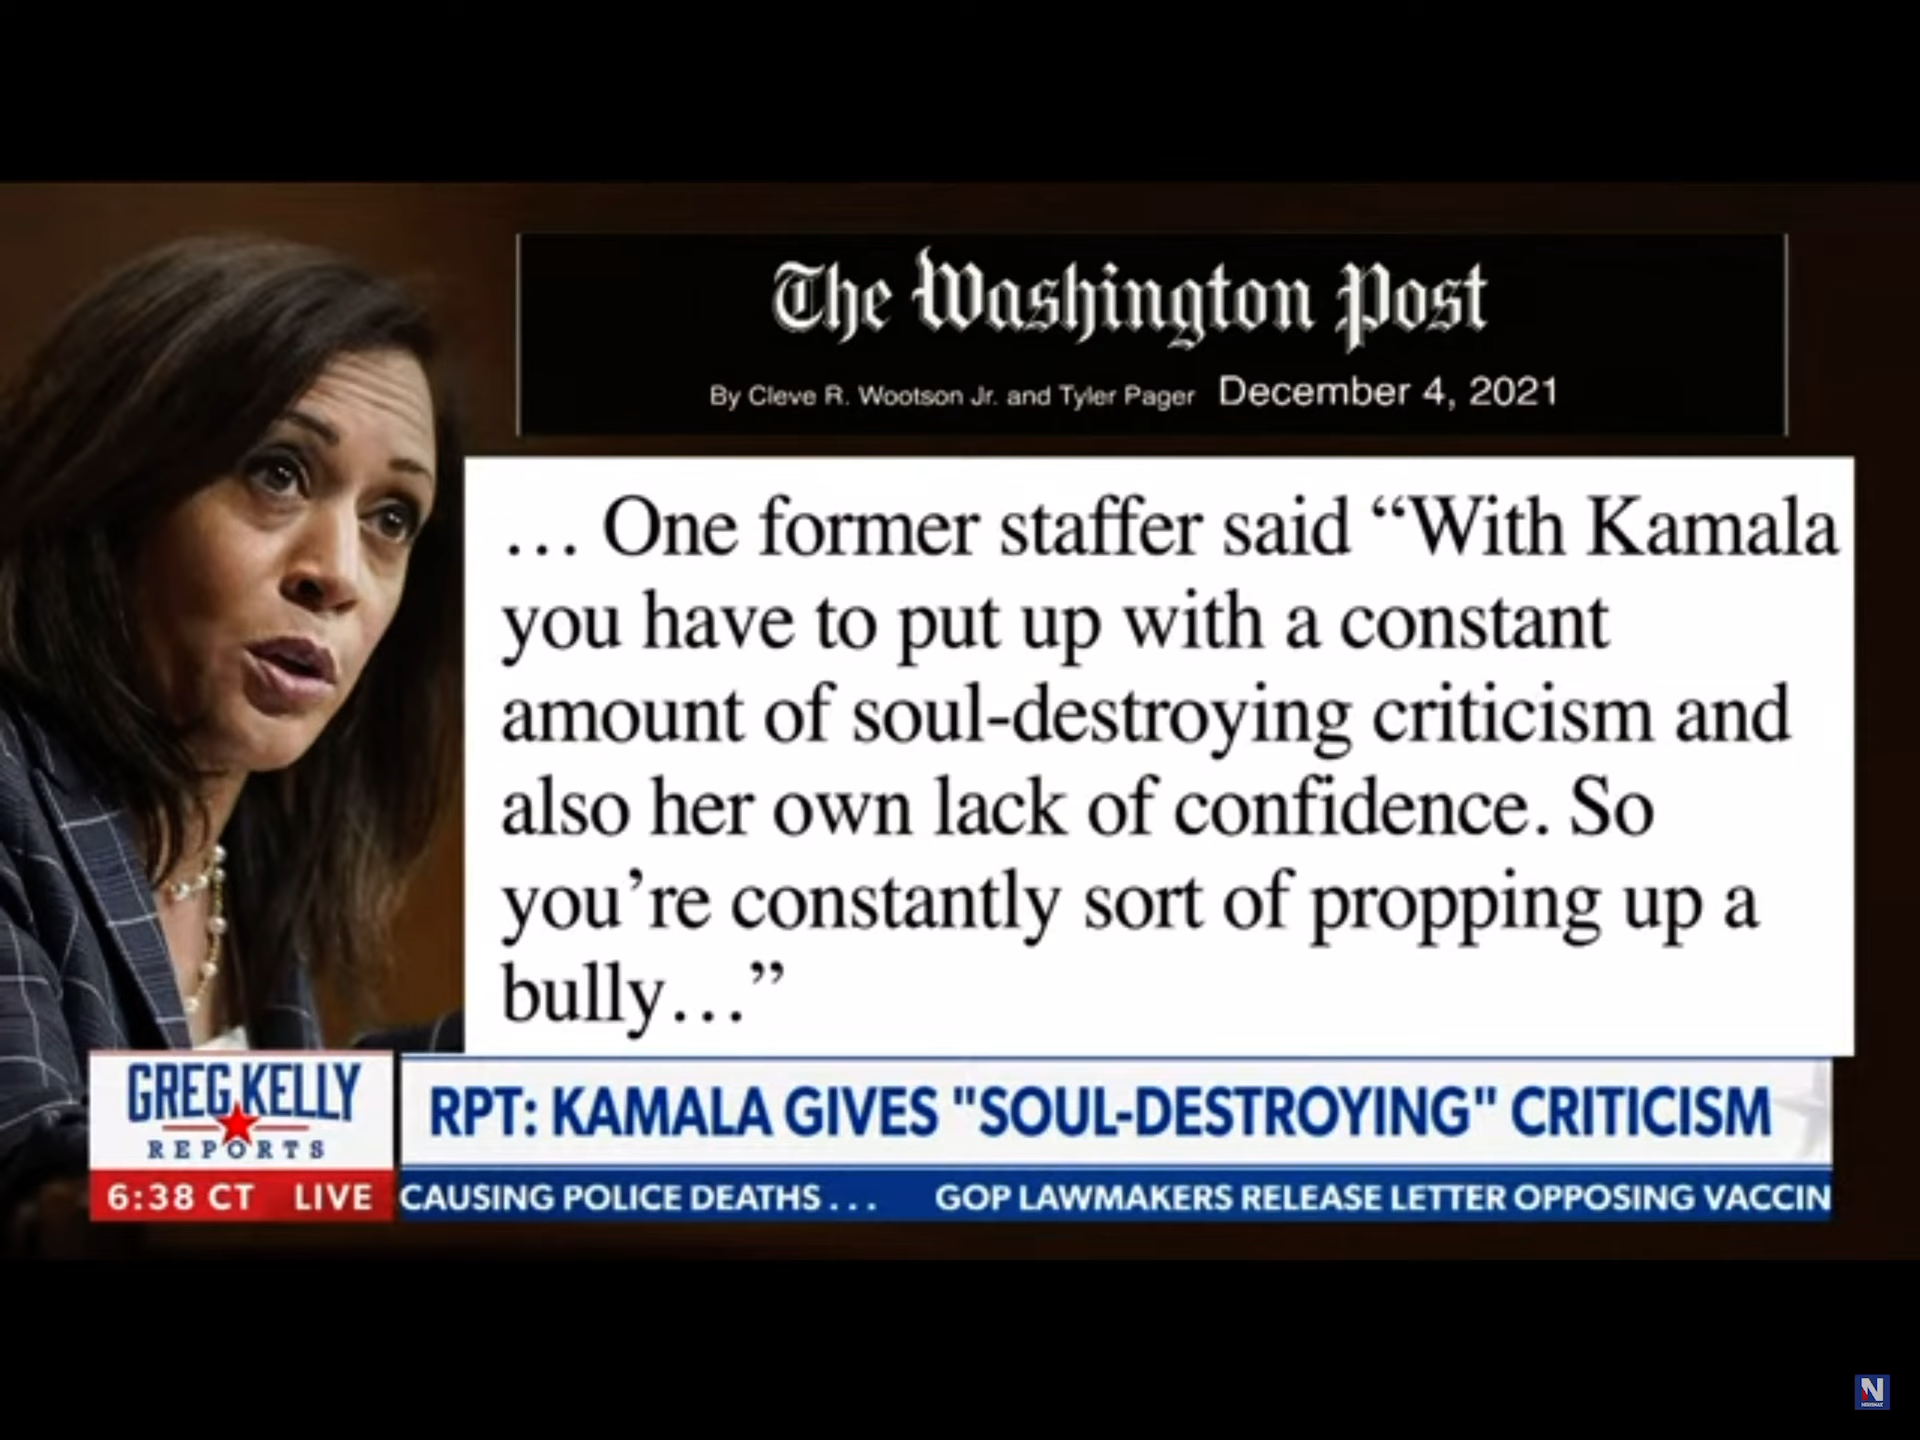 The Washington Post
By Cleve R. Wootson Jr. and Tyler Pager December 4, 2021
… One former staffer said “With Kamala
you have to put up with a constant
amount of soul-destroying criticism and
also her own lack of confidence. So
you’re constantly sort of propping up a
bully…”
GREG KELLY
REPORTS
RPT: KAMALA GIVES "SOUL-DESTROYING" CRITICISM
6:38 CT LIVE
CAUSING POLICE DEATHS . . . GOP LAWMAKERS RELEASE LETTER OPPOSING VACCIN
N
NEWSMAX